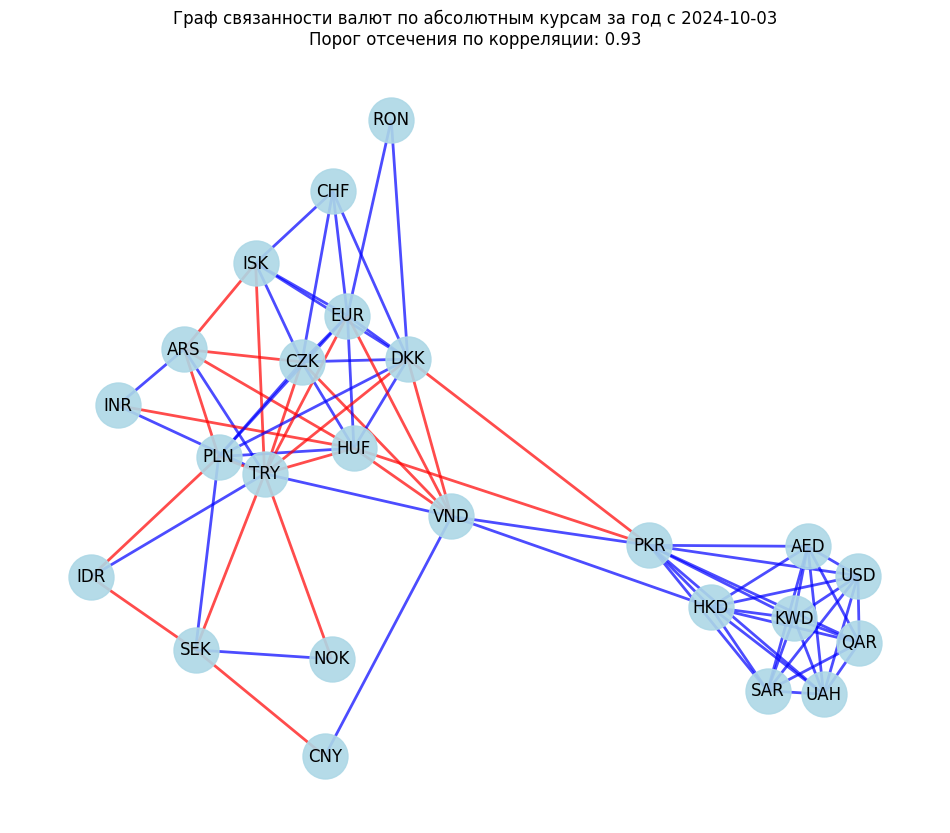 Граф связанности валют по абсолютным курсам за год с 2024-10-03
Порог отсечения по корреляции: 0.93
RON
CHF
ISK
EUR
ARS
CZK
DKK
INR
PLN
TRY
HUF
VND
PKR
AED
USD
IDR
HKD
KWD
QAR
SEK
NOK
SAR
UAH
CNY